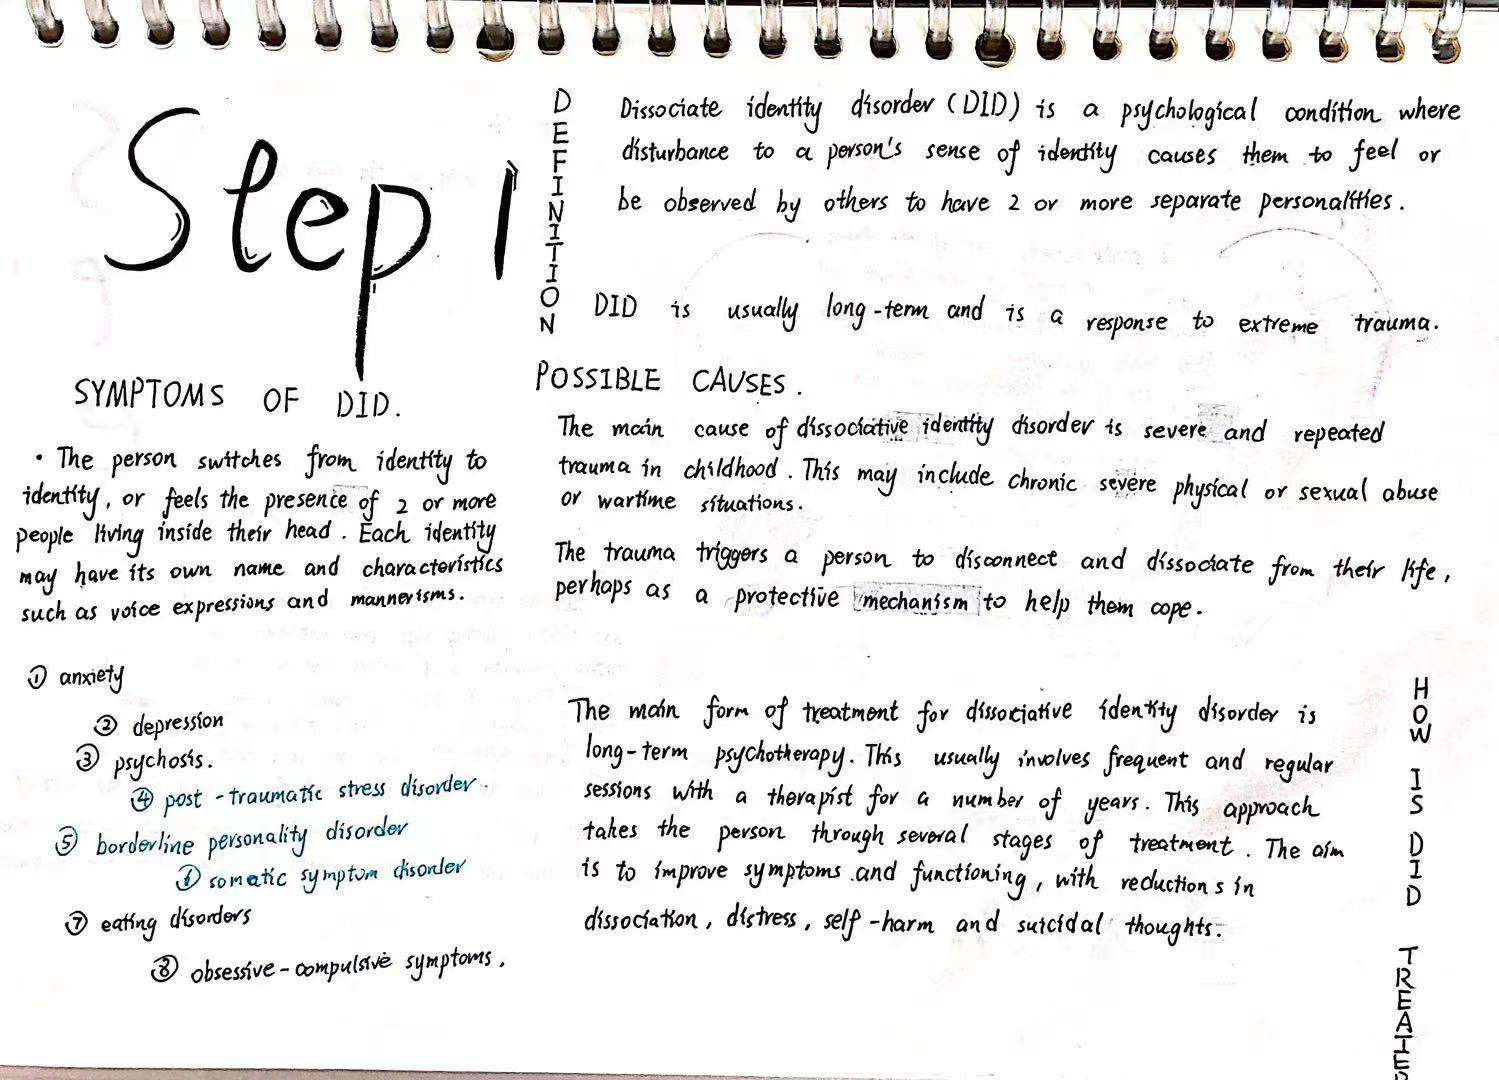 Step 1
DEFINITION
Dissociate identity disorder (DID) is a psychological condition where
disturbance to a person's sense of identity causes them to feel or
be observed by others to have 2 or more separate personalities.
DID is usually long-term and is a response to extreme trauma.
SYMPTOMS OF DID.
• The person switches from identity to
identity, or feels the presence of 2 or more
people living inside their head. Each identity
may have its own name and characteristics
such as voice expressions and mannerisms.
① anxiety
② depression
③ psychosis.
④ post-traumatic stress disorder.
⑤ borderline personality disorder
⑥ somatic symptom disorder
⑦ eating disorders
⑧ obsessive-compulsive symptoms.
POSSIBLE CAUSES.
The main cause of dissociative identity disorder is severe and repeated
trauma in childhood. This may include chronic severe physical or sexual abuse
or wartime situations.
The trauma triggers a person to disconnect and dissociate from their life,
perhaps as a protective mechanism to help them cope.
HOW IS DID TREATED
The main form of treatment for dissociative identity disorder is
long-term psychotherapy. This usually involves frequent and regular
sessions with a therapist for a number of years. This approach
takes the person through several stages of treatment. The aim
is to improve symptoms and functioning, with reductions in
dissociation, distress, self-harm and suicidal thoughts.